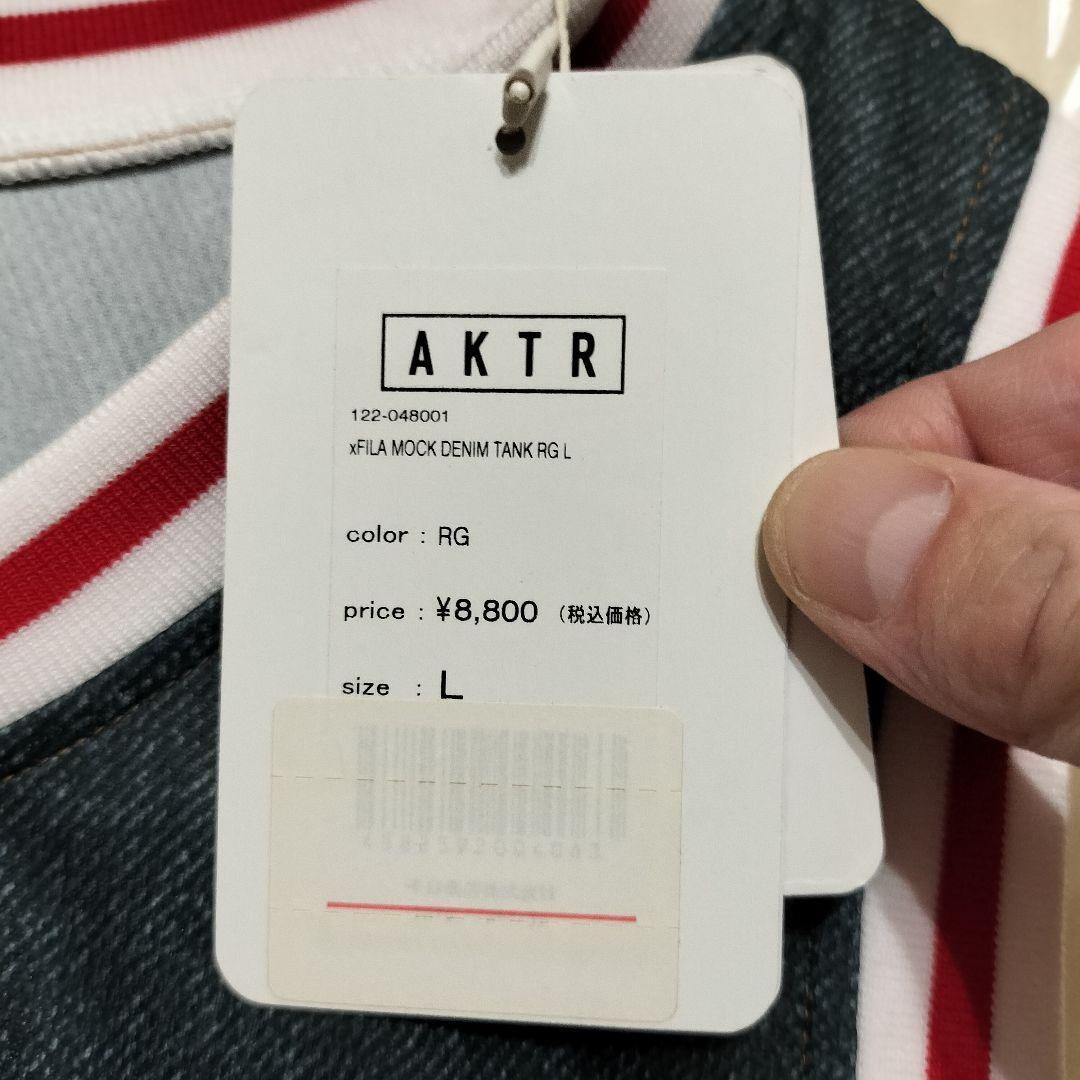 AKTR
122-048001
xFILA MOCK DENIM TANK RG L
color : RG
price : ¥8,800 (税込価格)
size : L